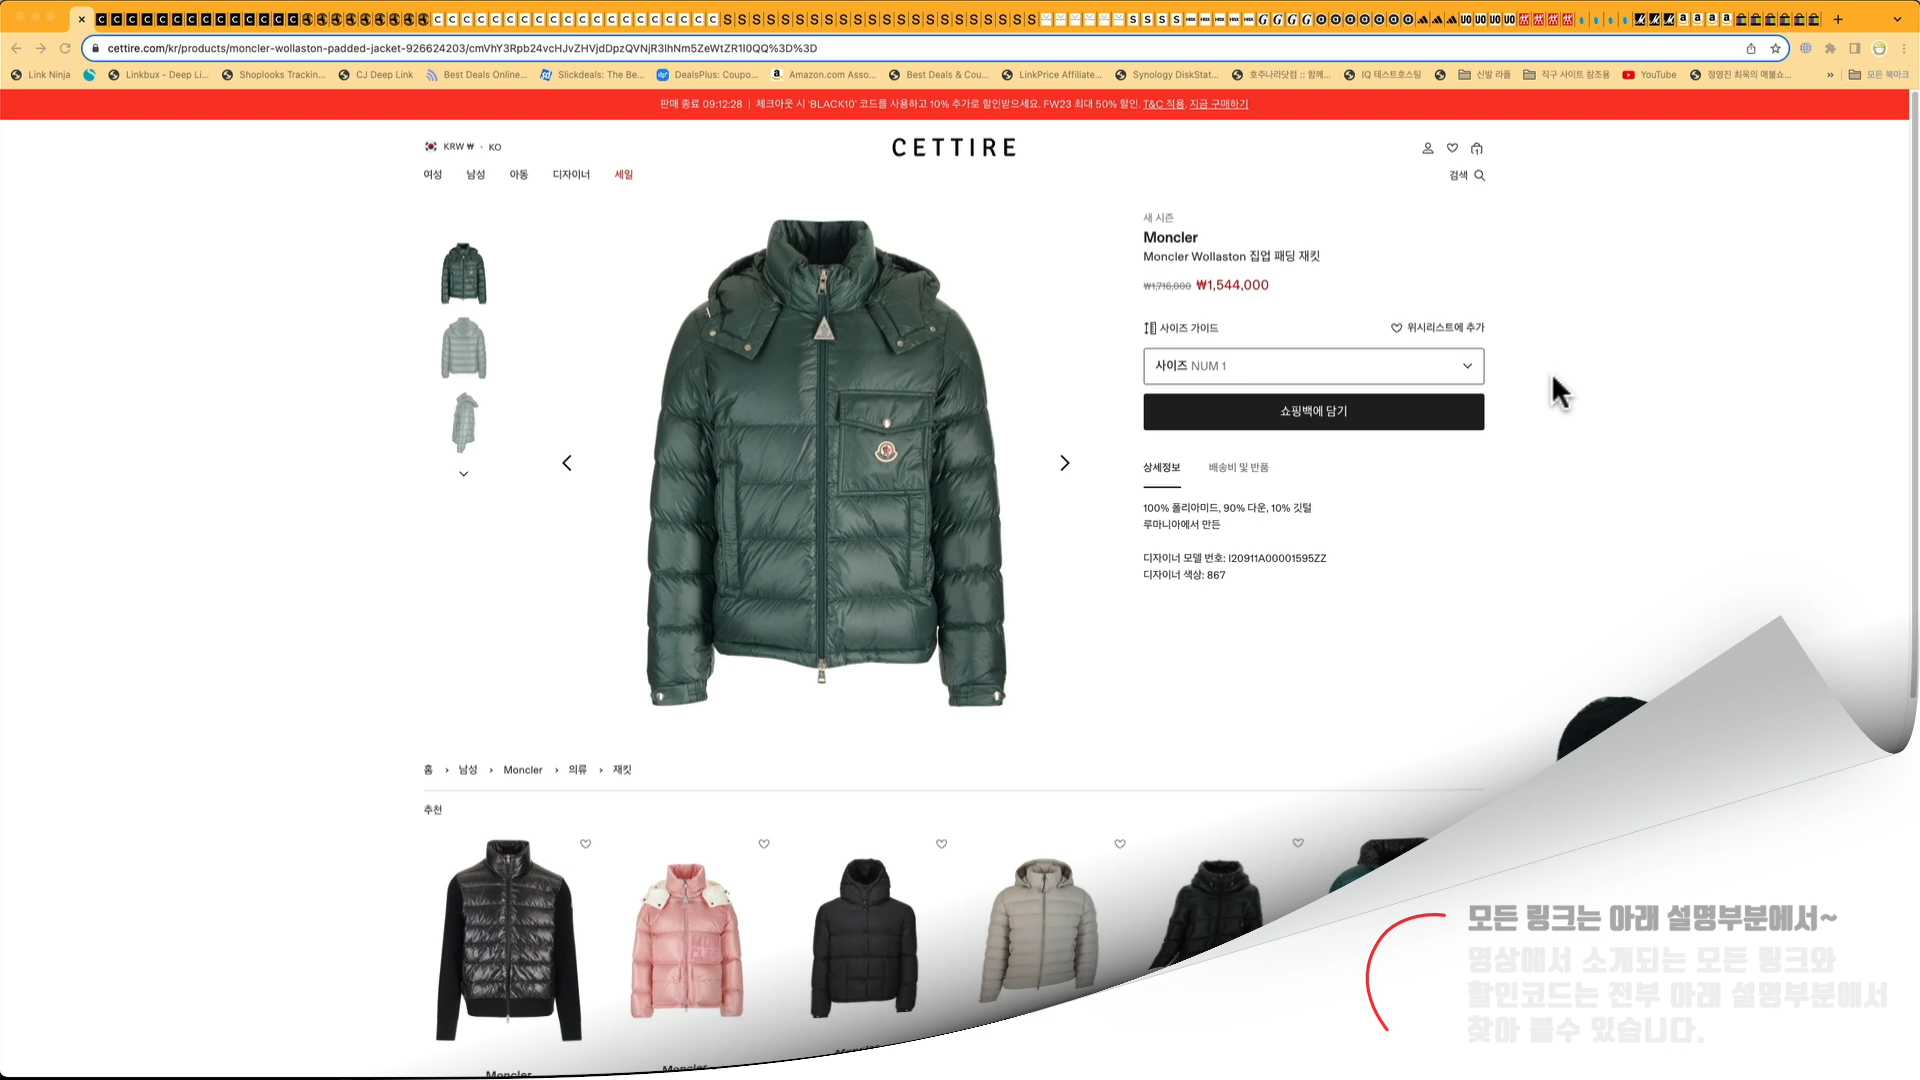 cettire.com/kr/products/moncler-wollaston-padded-jacket-926624203/cmVhY3Rpb24vcHJvZHVjdDpzQVNjR3lhNm5ZeWtZR1I0QQ%3D%3D
Link Ninja
Linkbux - Deep Li...
Shoplooks Trackin...
CJ Deep Link
Best Deals Online...
Slickdeals: The Be...
DealsPlus: Coupo...
Amazon.com Asso...
Best Deals & Cou...
LinkPrice Affiliate...
Synology DiskStat...
호주나라닷컴 :: 함께...
IQ 테스트호스팅
신발 라플
직구 사이트 참조용
YouTube
정영진 최욱의 매불쇼...
»
모든 북마크
판매 종료 09:12:28 | 체크아웃 시 'BLACK10' 코드를 사용하고 10% 추가로 할인받으세요. FW23 최대 50% 할인. T&C 적용. 지금 구매하기
KRW ₩ - KO
CETTIRE
여성 남성 아동 디자이너 세일
검색
새 시즌
Moncler
Moncler Wollaston 집업 패딩 재킷
₩1,716,000 ₩1,544,000
사이즈 가이드
위시리스트에 추가
사이즈 NUM 1
쇼핑백에 담기
상세정보 배송비 및 반품
100% 폴리아미드, 90% 다운, 10% 깃털
루마니아에서 만든
디자이너 모델 번호: I20911A00001595ZZ
디자이너 색상: 867
홈 › 남성 › Moncler › 의류 › 재킷
추천
Moncler
Moncler
모든 링크는 아래 설명부분에서~
영상에서 소개되는 모든 링크와
할인코드는 전부 아래 설명부분에서
찾아 볼수 있습니다.